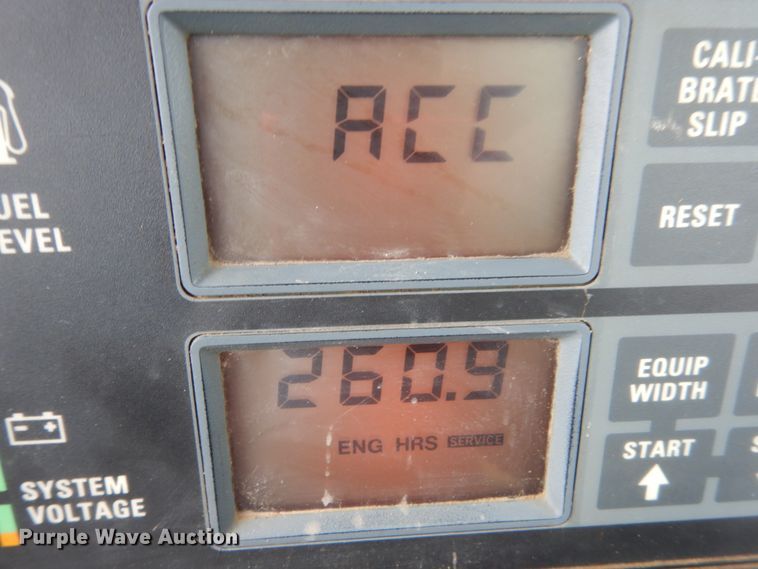 ACC
CALI-
BRATE
SLIP
RESET
UEL
EVEL
260.9
ENG HRS SERVICE
EQUIP
WIDTH
START
SYSTEM
VOLTAGE
Purple Wave Auction